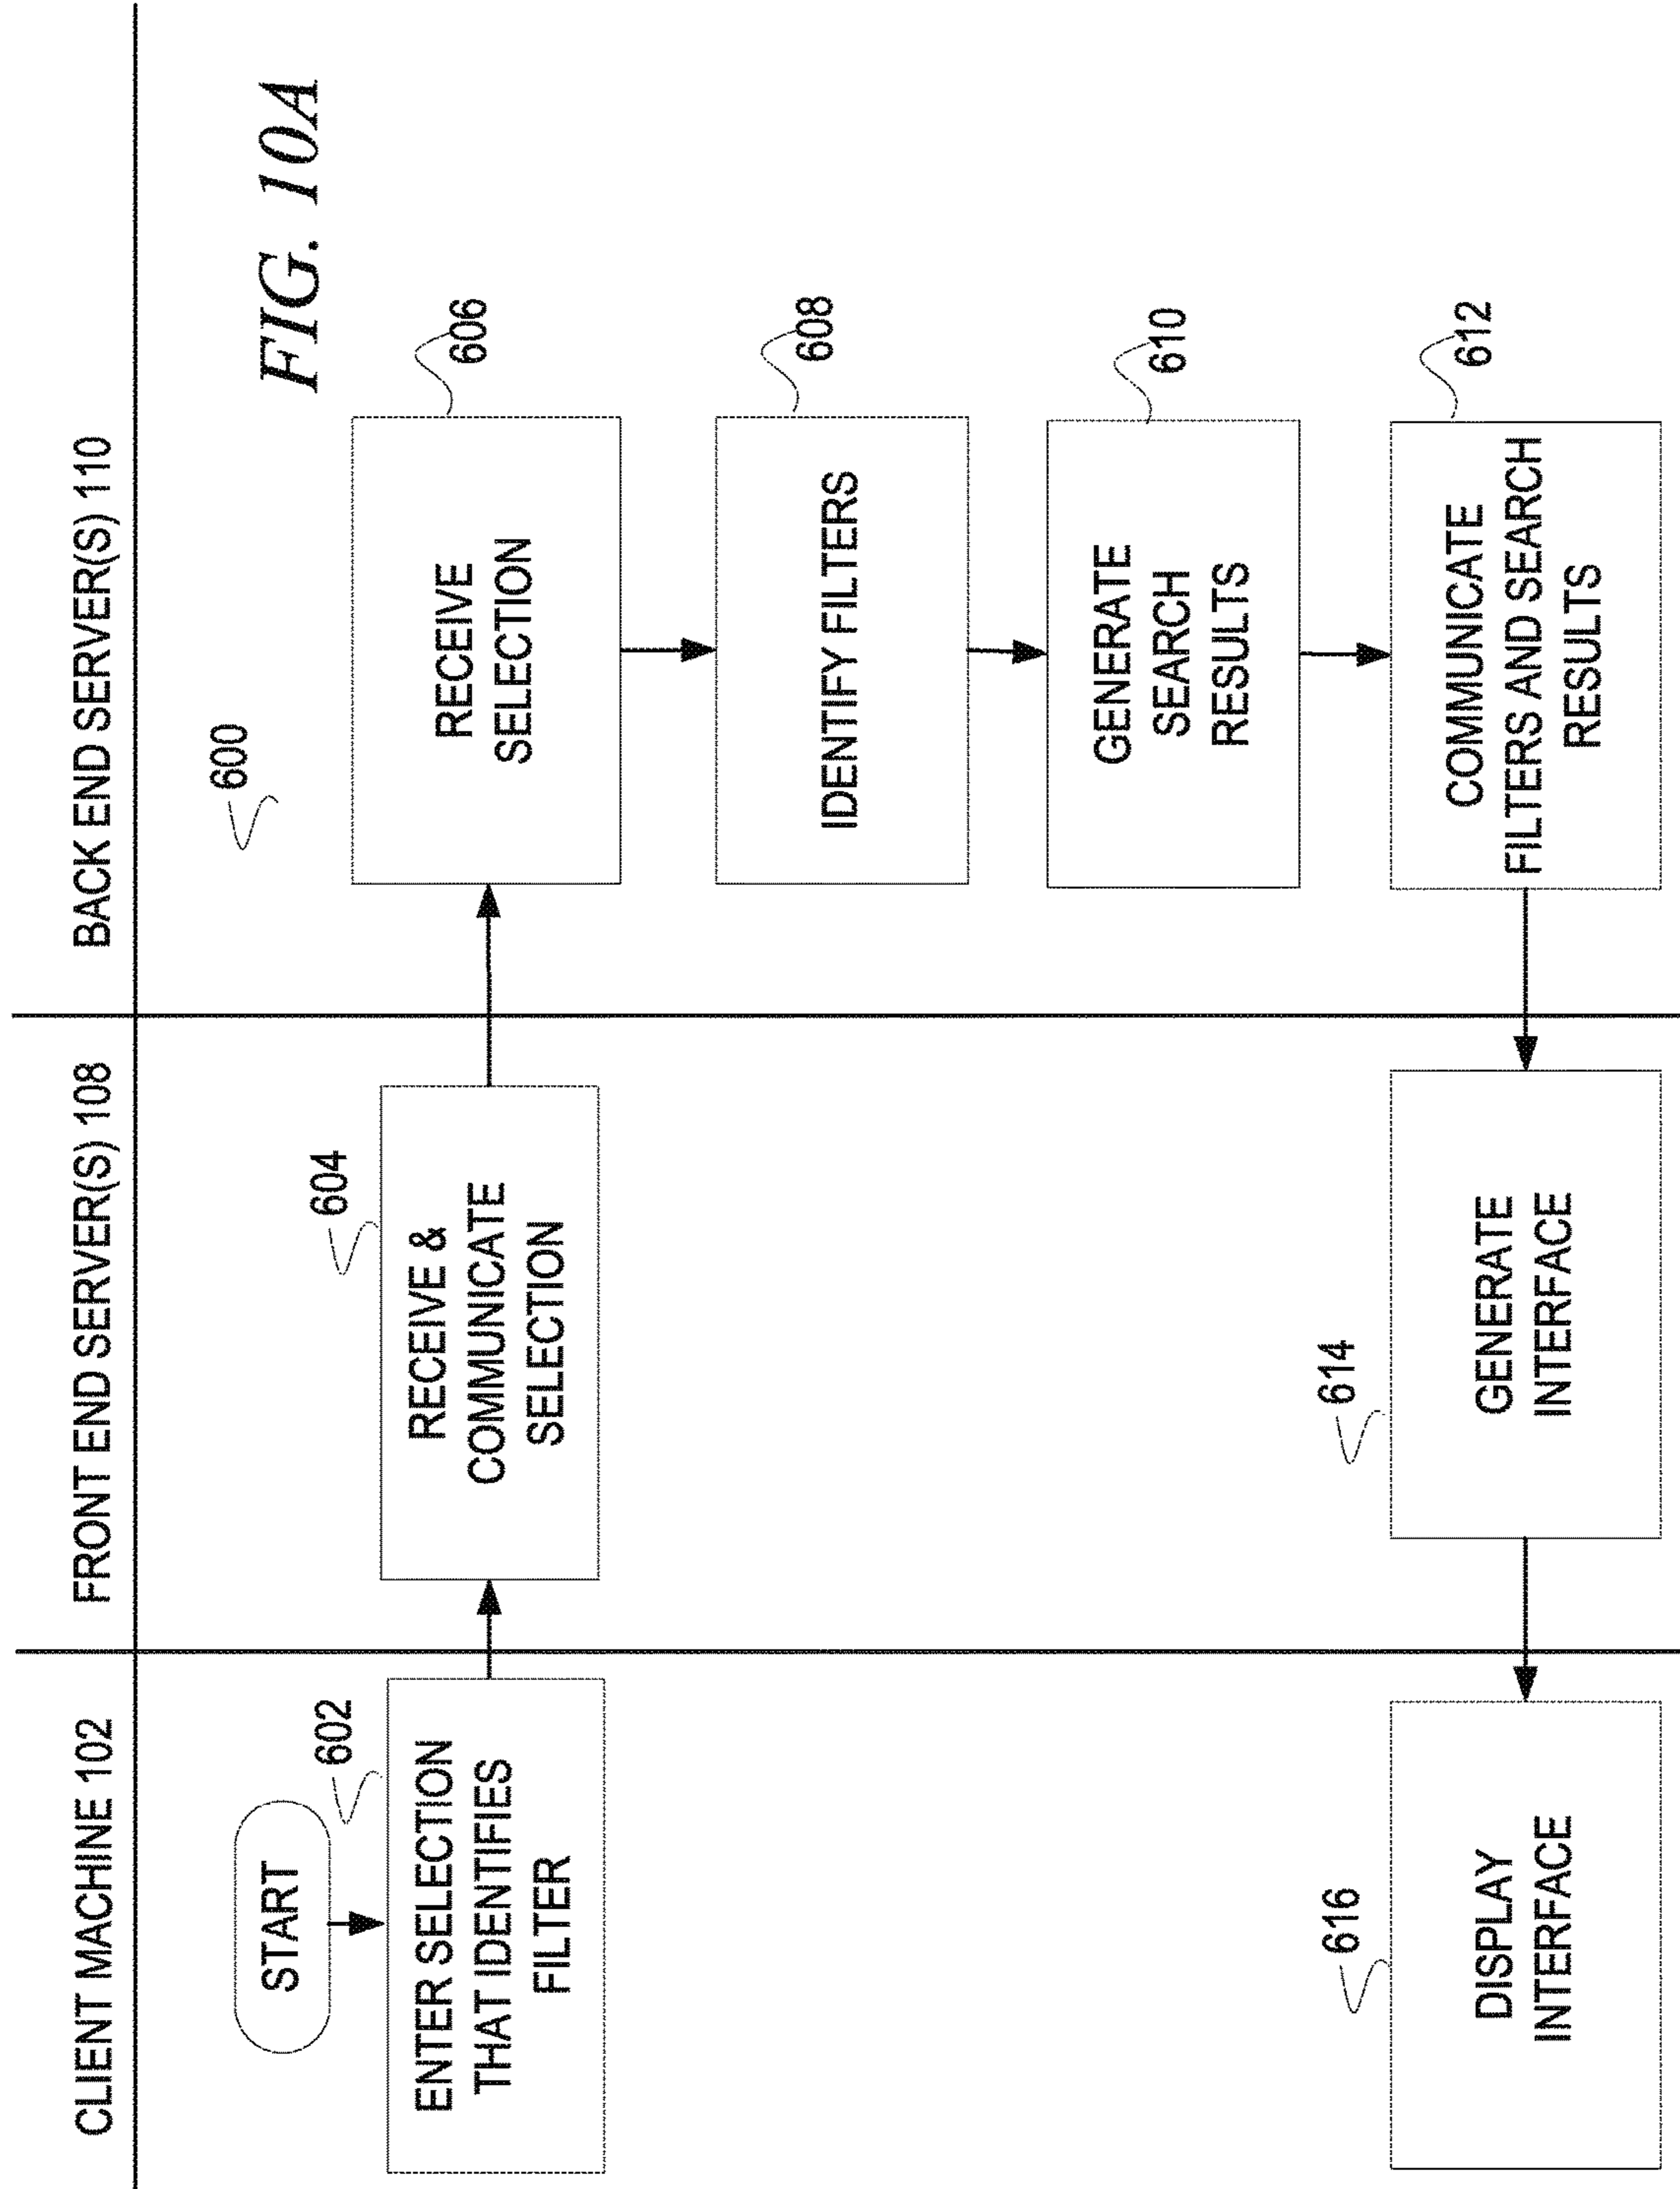 CLIENT MACHINE 102
FRONT END SERVER(S) 108
BACK END SERVER(S) 110
FIG. 10A
600
START
602
ENTER SELECTION
THAT IDENTIFIES
FILTER
604
RECEIVE &
COMMUNICATE
SELECTION
606
RECEIVE
SELECTION
608
IDENTIFY FILTERS
610
GENERATE
SEARCH
RESULTS
612
COMMUNICATE
FILTERS AND SEARCH
RESULTS
614
GENERATE
INTERFACE
616
DISPLAY
INTERFACE